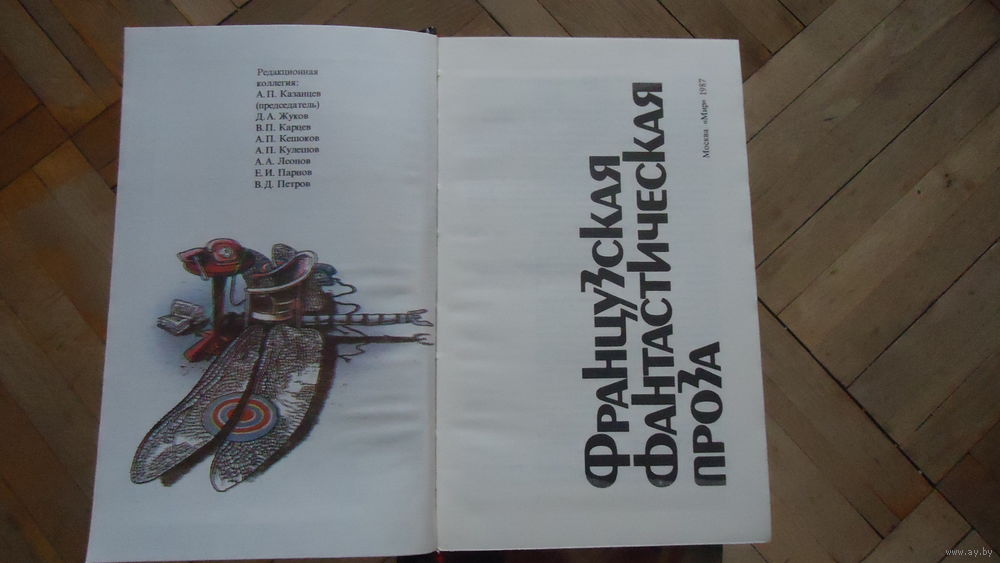 Редакционная
коллегия:
А. П. Казанцев
(председатель)
Д. А. Жуков
В. П. Карцев
А. П. Кешоков
А. П. Кулешов
А. А. Леонов
Е. И. Парнов
В. Д. Петров
ФРАНЦУЗСКАЯ
ФАНТАСТИЧЕСКАЯ
ПРОЗА
Москва «Мир» 1987
www.ay.by